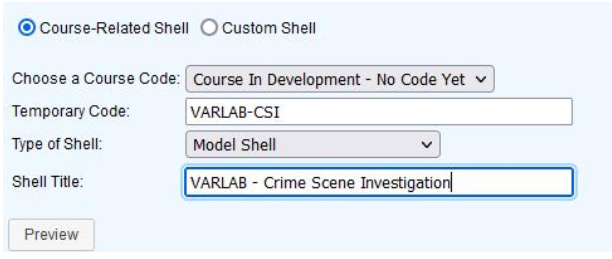 Course-Related Shell Custom Shell
Choose a Course Code: Course In Development - No Code Yet
Temporary Code: VARLAB-CSI
Type of Shell: Model Shell
Shell Title: VARLAB - Crime Scene Investigation
Preview